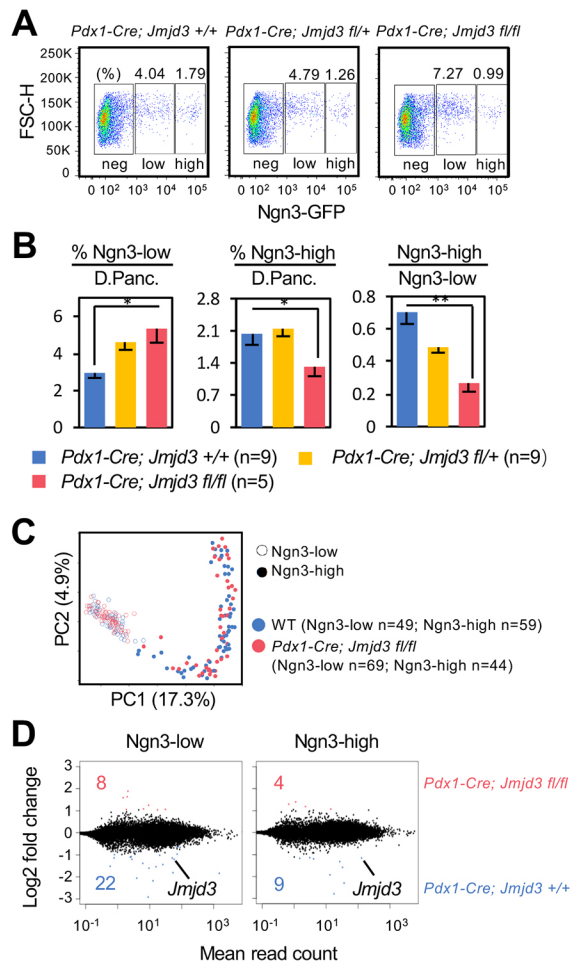 A
Pdx1-Cre; Jmjd3 +/+ Pdx1-Cre; Jmjd3 fl/+ Pdx1-Cre; Jmjd3 fl/fl
FSC-H
250K
200K
150K
100K
50K
0
(%) 4.04 1.79
neg low high
4.79 1.26
neg low high
7.27 0.99
neg low high
0 10² 10³ 10⁴ 10⁵
0 10² 10³ 10⁴ 10⁵
0 10² 10³ 10⁴ 10⁵
Ngn3-GFP
B
% Ngn3-low
D.Panc.
% Ngn3-high
D.Panc.
Ngn3-high
Ngn3-low
6
4
2
0
*
2.8
2.1
1.4
0.7
0
*
0.8
0.6
0.4
0.2
0
**
Pdx1-Cre; Jmjd3 +/+ (n=9)
Pdx1-Cre; Jmjd3 fl/+ (n=9)
Pdx1-Cre; Jmjd3 fl/fl (n=5)
C
PC2 (4.9%)
PC1 (17.3%)
Ngn3-low
Ngn3-high
WT (Ngn3-low n=49; Ngn3-high n=59)
Pdx1-Cre; Jmjd3 fl/fl
(Ngn3-low n=69; Ngn3-high n=44)
D
Ngn3-low
Ngn3-high
Log2 fold change
3
2
1
0
-1
-2
-3
8
22
Jmjd3
4
9
Jmjd3
Pdx1-Cre; Jmjd3 fl/fl
Pdx1-Cre; Jmjd3 +/+
10⁻¹ 10¹ 10³
10⁻¹ 10¹ 10³
Mean read count